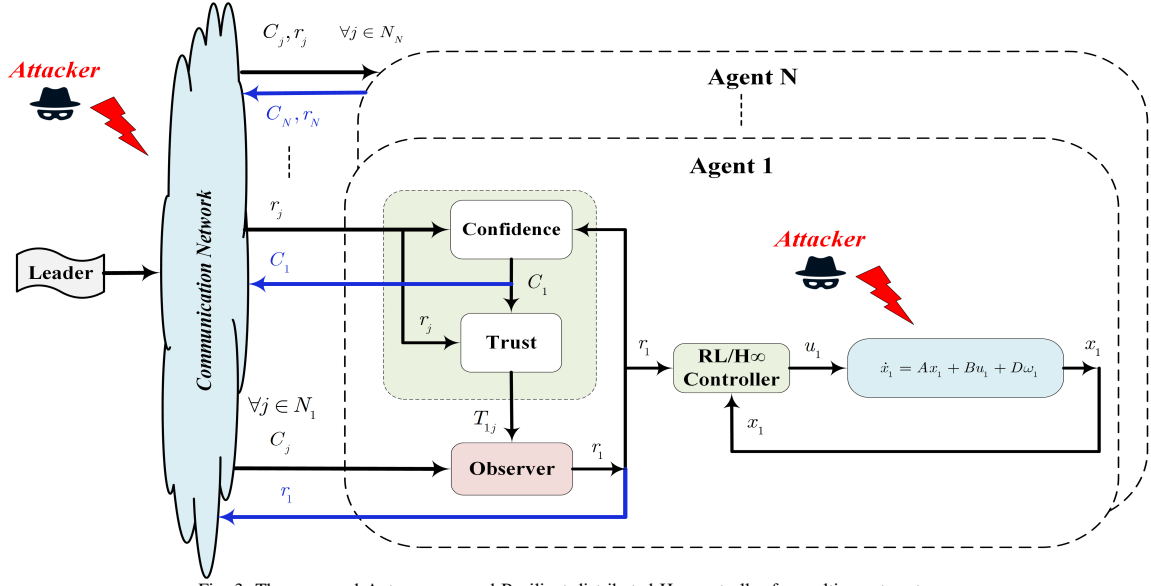 C_j, r_j ∀j ∈ N_N
Attacker
Agent N
C_N, r_N
Agent 1
r_j
Confidence
Communication Network
Attacker
Leader
C_1
C_1
r_j
Trust
r_1
RL/H∞
Controller
u_1
ẋ_1 = Ax_1 + Bu_1 + Dω_1
x_1
∀j ∈ N_1
T_1j
x_1
C_j
Observer
r_1
r_1